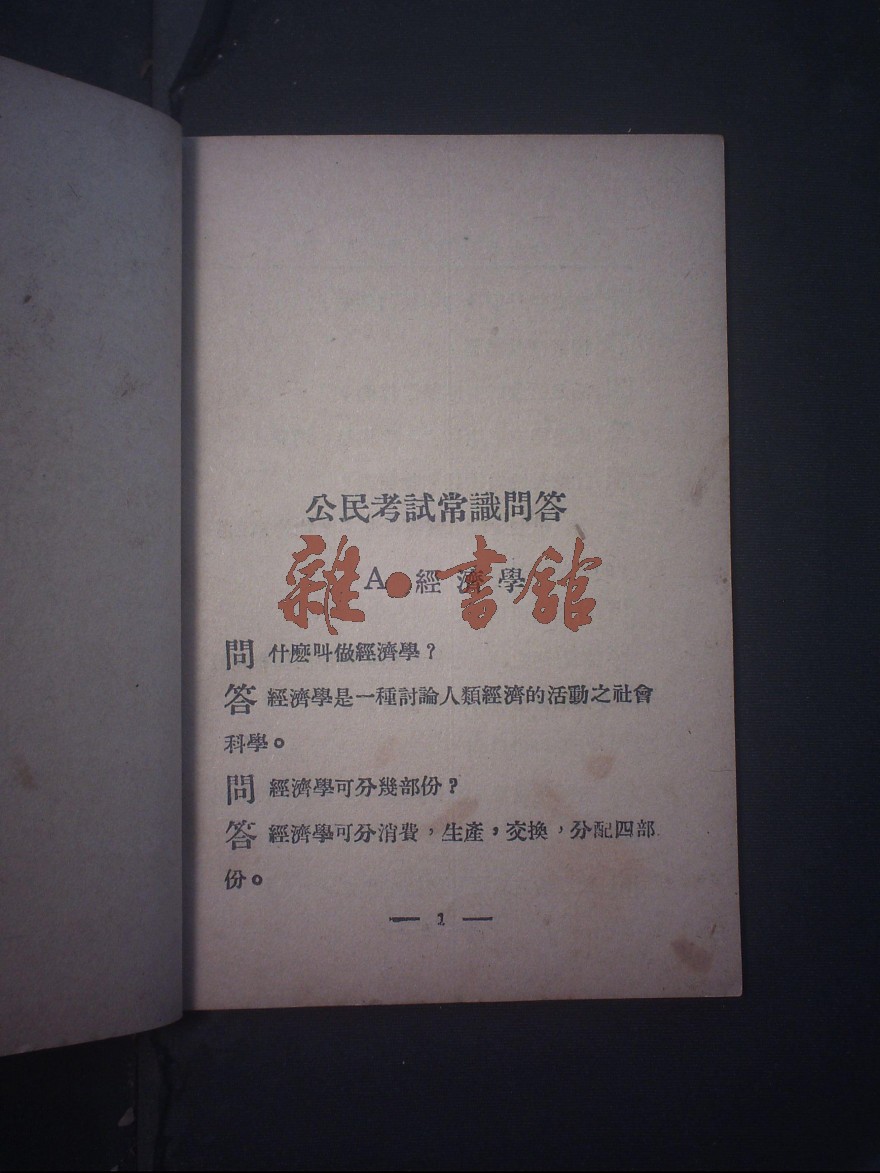 公民考試常識問答
A 經濟學
雜•書館
問 什麽叫做經濟學？
答 經濟學是一種討論人類經濟的活動之社會
科學。
問 經濟學可分幾部份？
答 經濟學可分消費，生產，交換，分配四部
份。
— 1 —